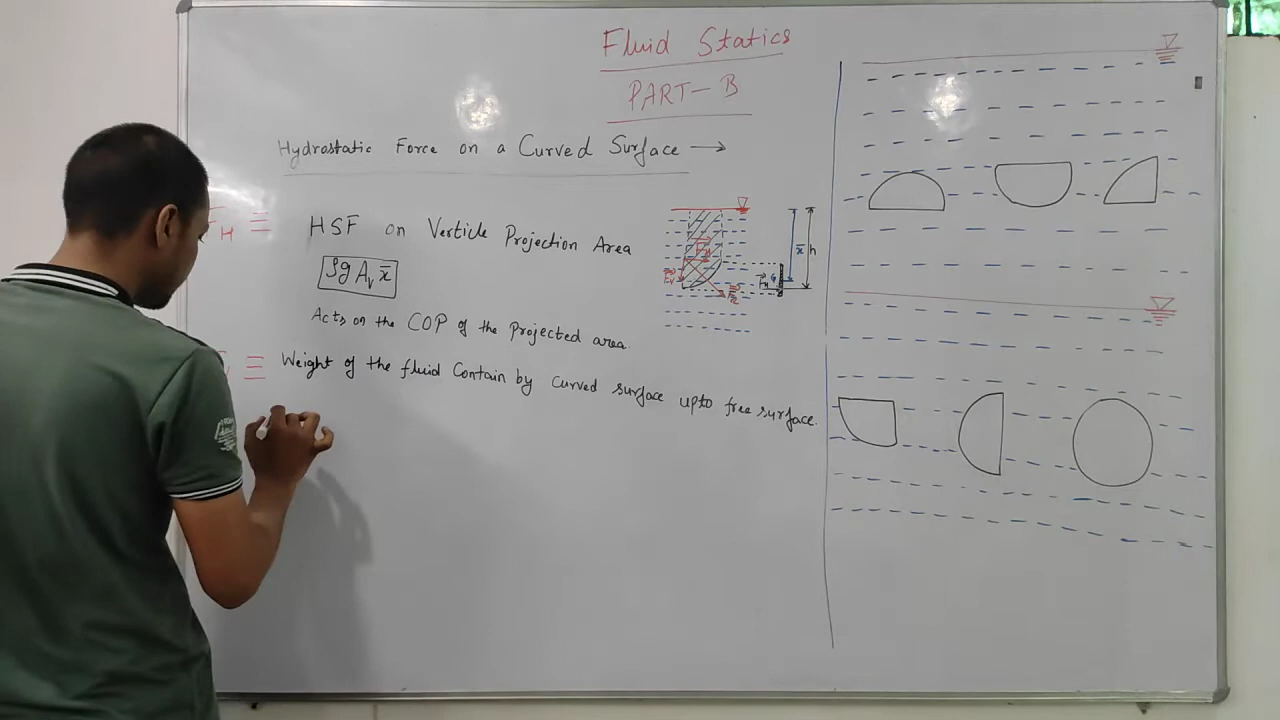 Fluid Statics
PART-B
Hydrostatic Force on a Curved Surface →
F_H ≡ HSF on Verticle Projection Area
ρg A_v x̄
Acts on the COP of the Projected area.
≡ Weight of the fluid Contain by curved surface upto free surface.
x̄ h